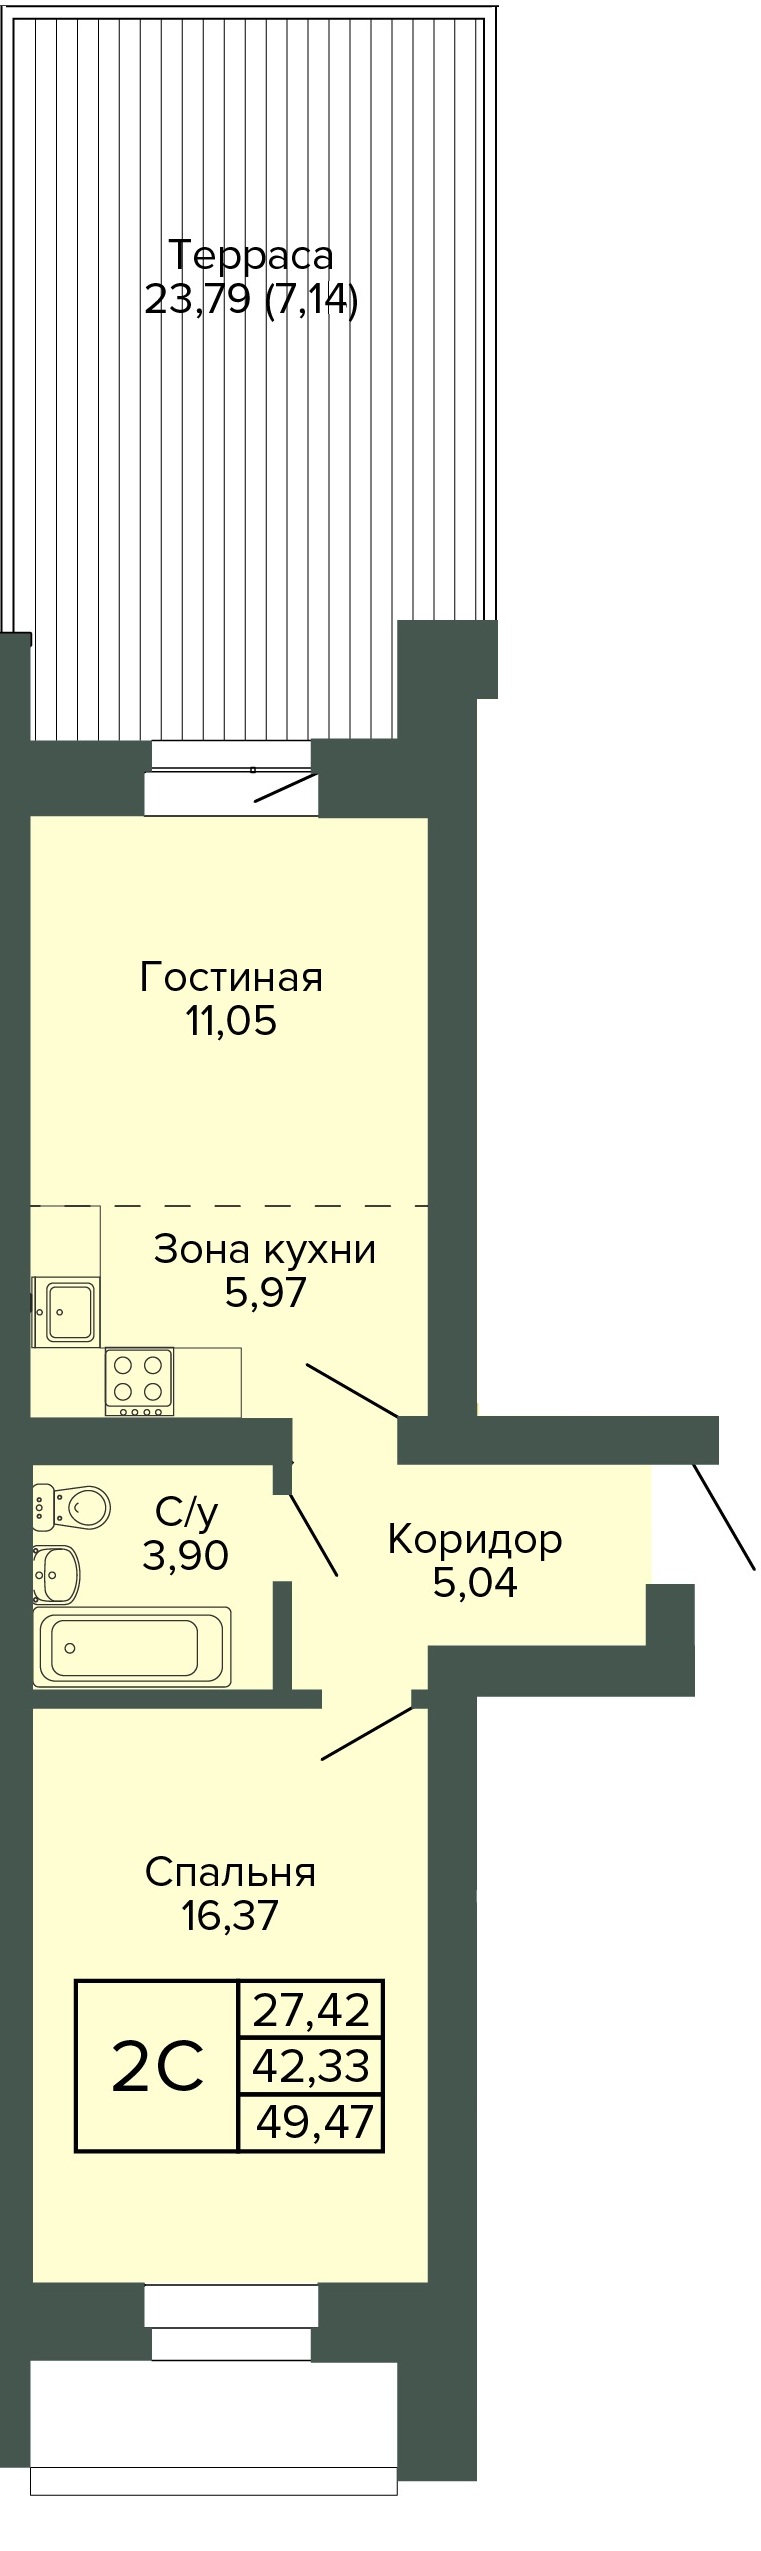 Терраса
23,79 (7,14)
Гостиная
11,05
Зона кухни
5,97
С/у
3,90
Коридор
5,04
Спальня
16,37
2С
27,42
42,33
49,47